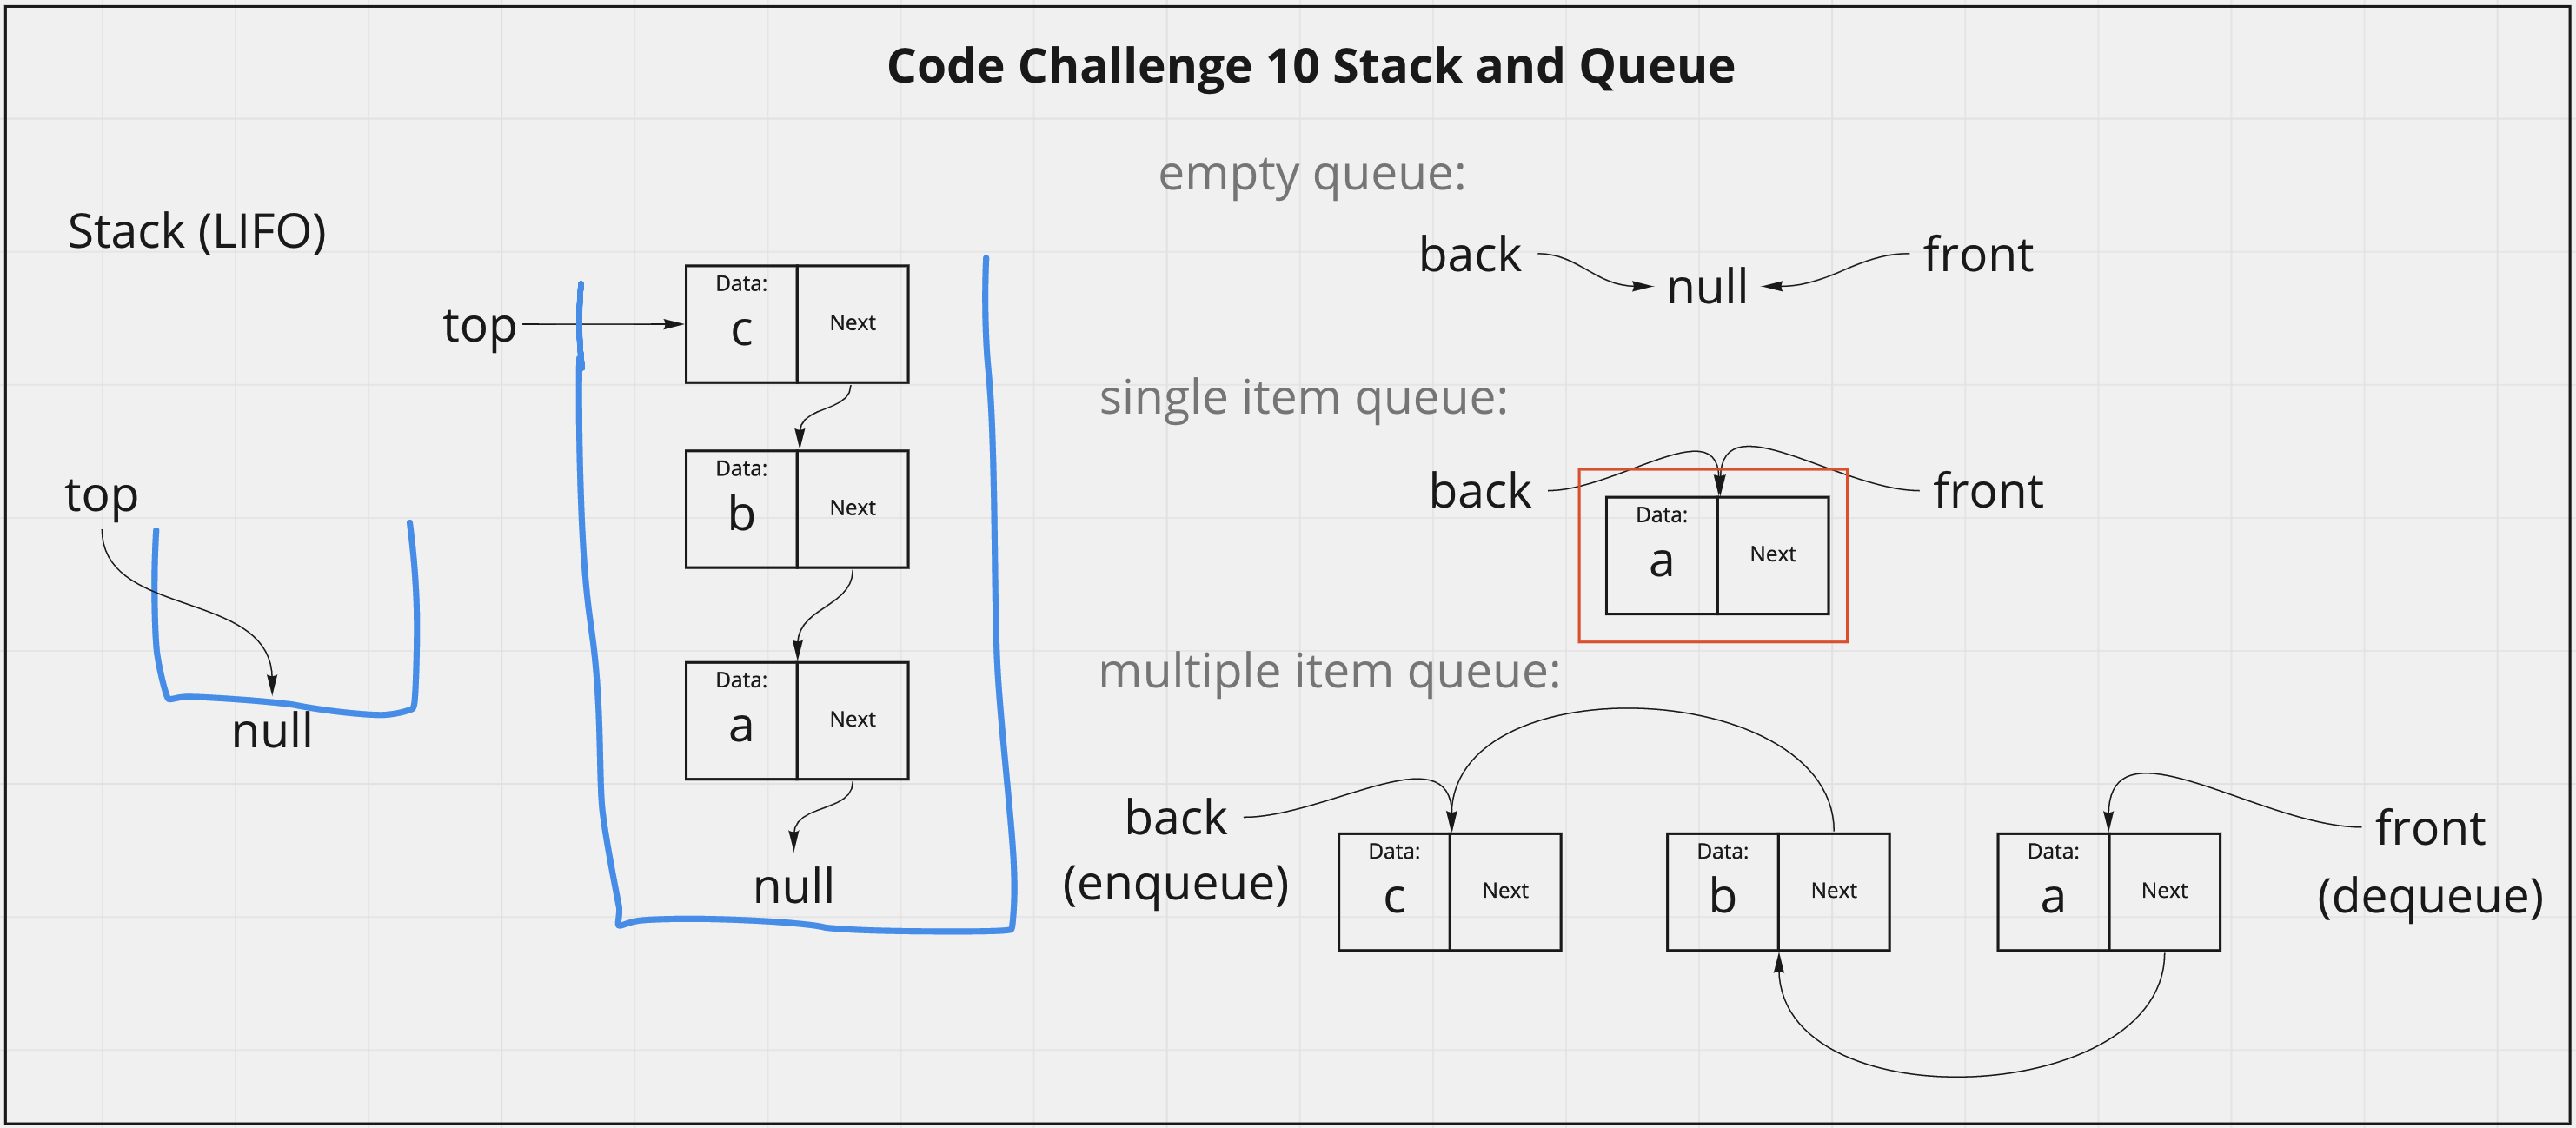 Code Challenge 10 Stack and Queue
Stack (LIFO)
top
null
top
Data:
c
Next
Data:
b
Next
Data:
a
Next
null
empty queue:
back
null
front
single item queue:
back
Data:
a
Next
front
multiple item queue:
back
(enqueue)
Data:
c
Next
Data:
b
Next
Data:
a
Next
front
(dequeue)